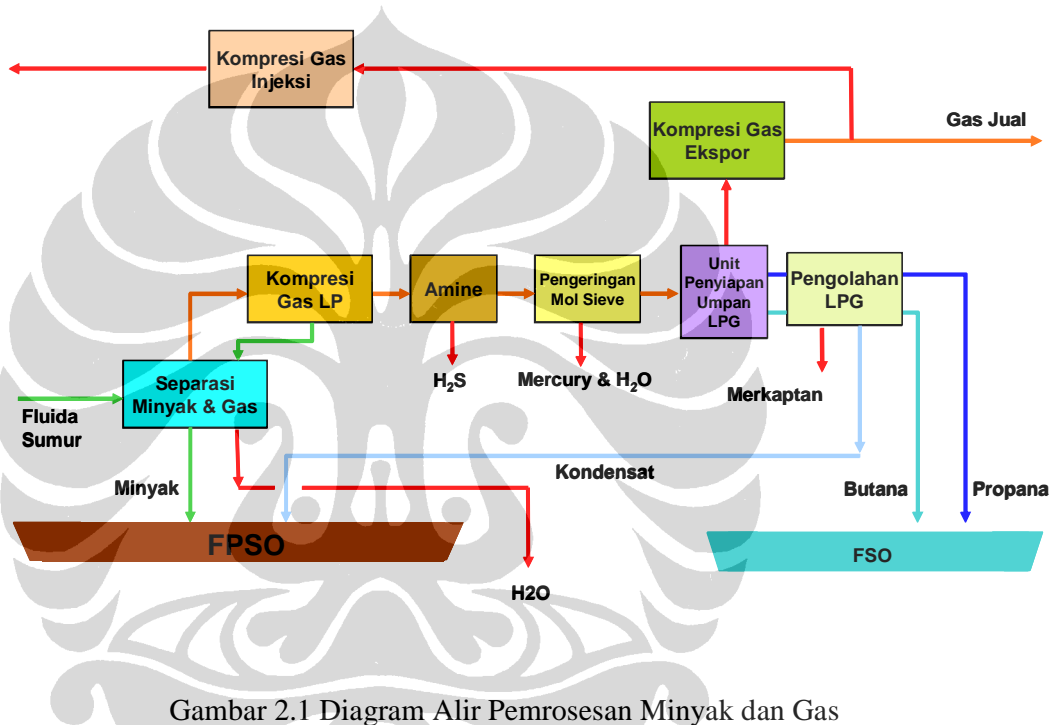 Kompresi Gas
Injeksi
Kompresi Gas
Ekspor
Gas Jual
Kompresi
Gas LP
Amine
Pengeringan
Mol Sieve
Unit
Penyiapan
Umpan
LPG
Pengolahan
LPG
H₂S
Mercury & H₂O
Merkaptan
Separasi
Minyak & Gas
Fluida
Sumur
Minyak
Kondensat
Butana
Propana
FPSO
FSO
H2O
Gambar 2.1 Diagram Alir Pemrosesan Minyak dan Gas